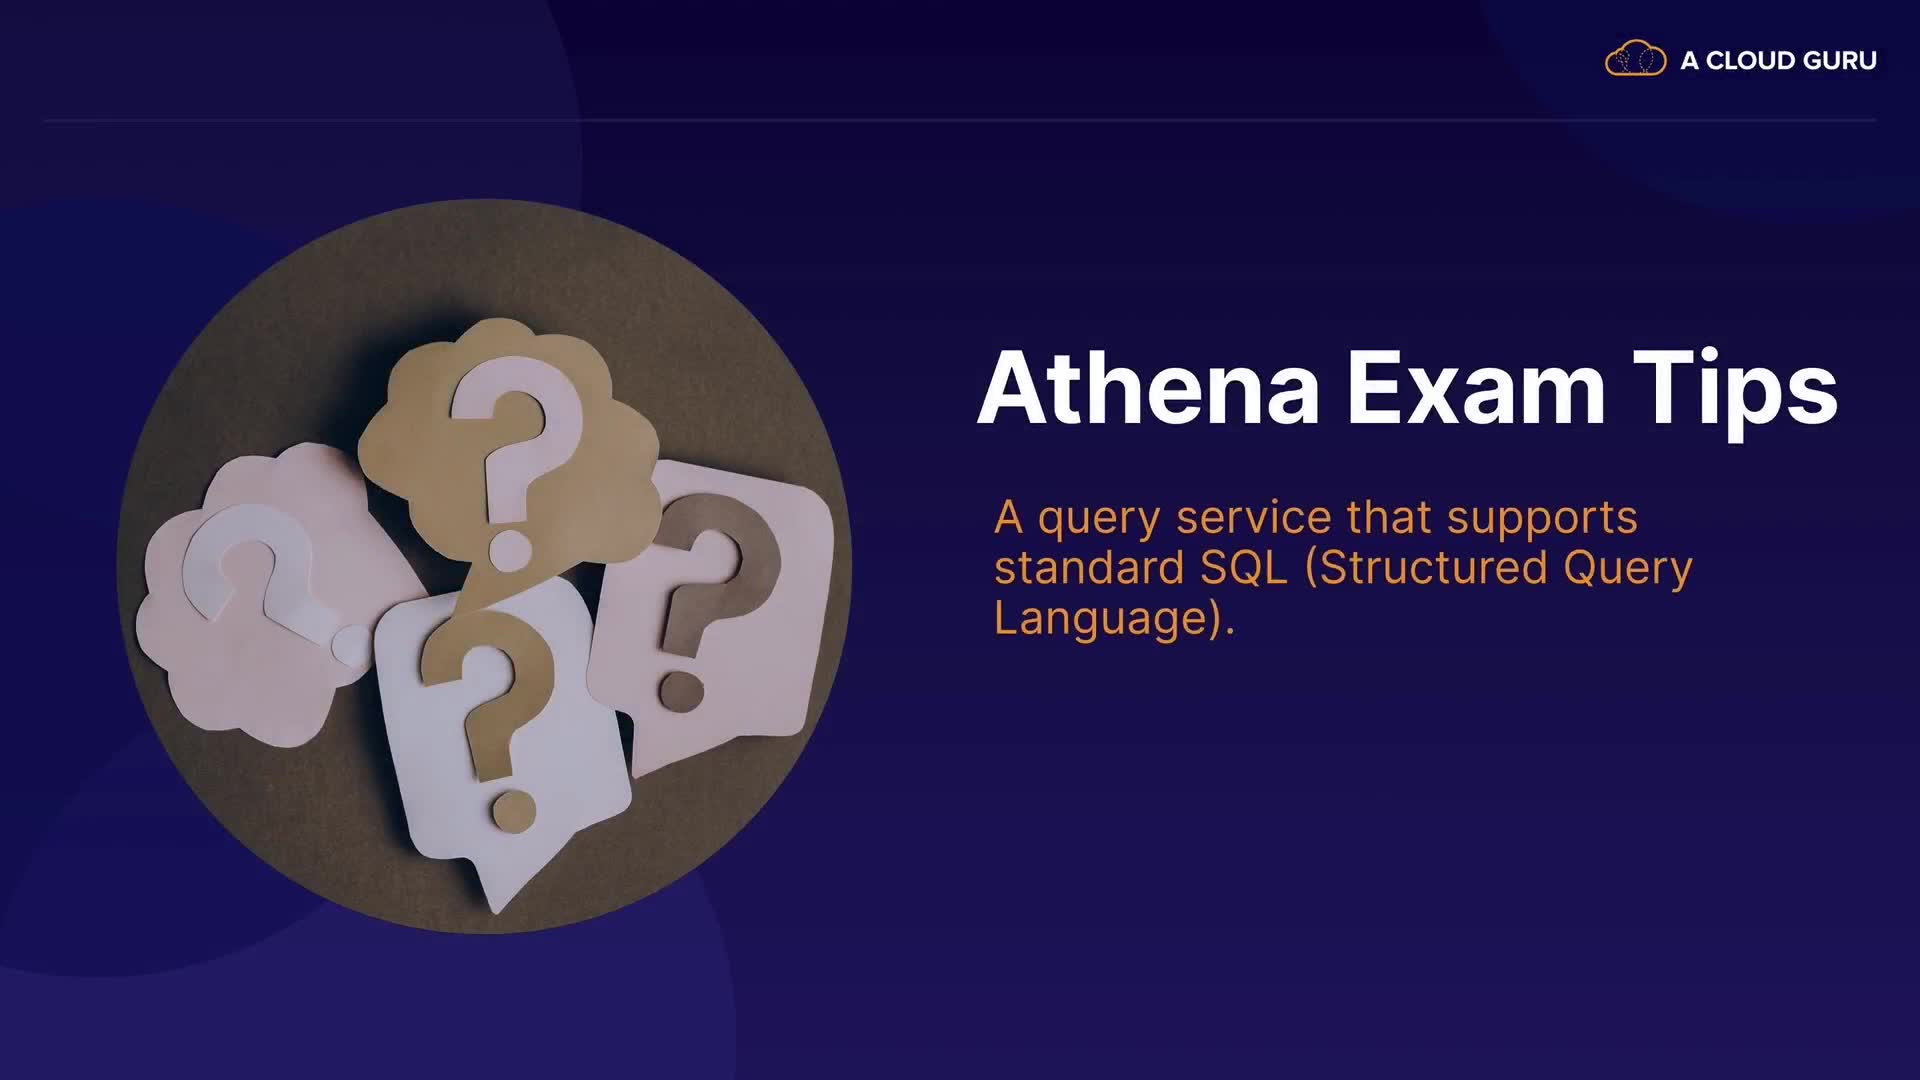 A CLOUD GURU
Athena Exam Tips
A query service that supports
standard SQL (Structured Query
Language).